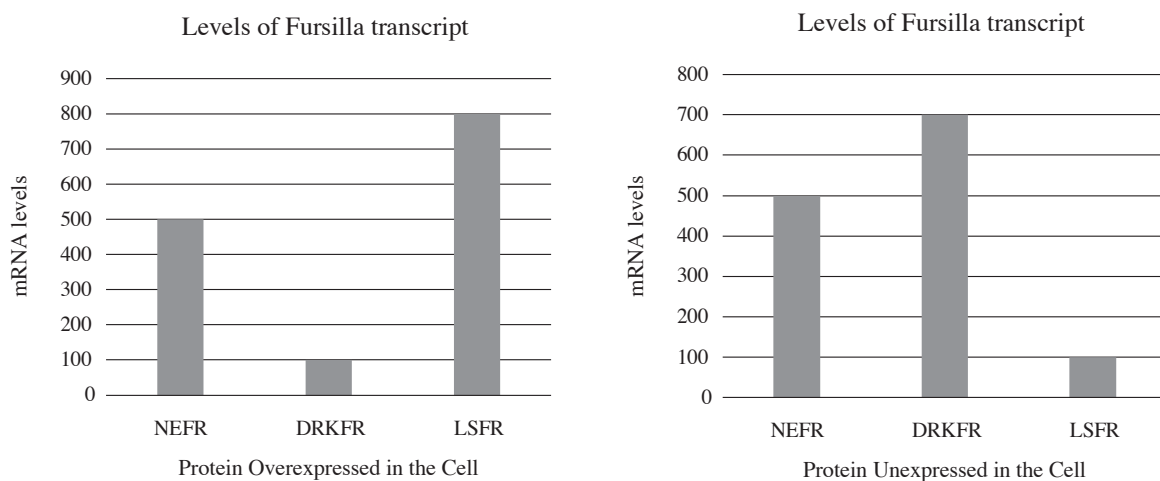 Levels of Fursilla transcript
900
800
700
600
500
400
300
200
100
0
mRNA levels
NEFR DRKFR LSFR
Protein Overexpressed in the Cell
Levels of Fursilla transcript
800
700
600
500
400
300
200
100
0
mRNA levels
NEFR DRKFR LSFR
Protein Unexpressed in the Cell